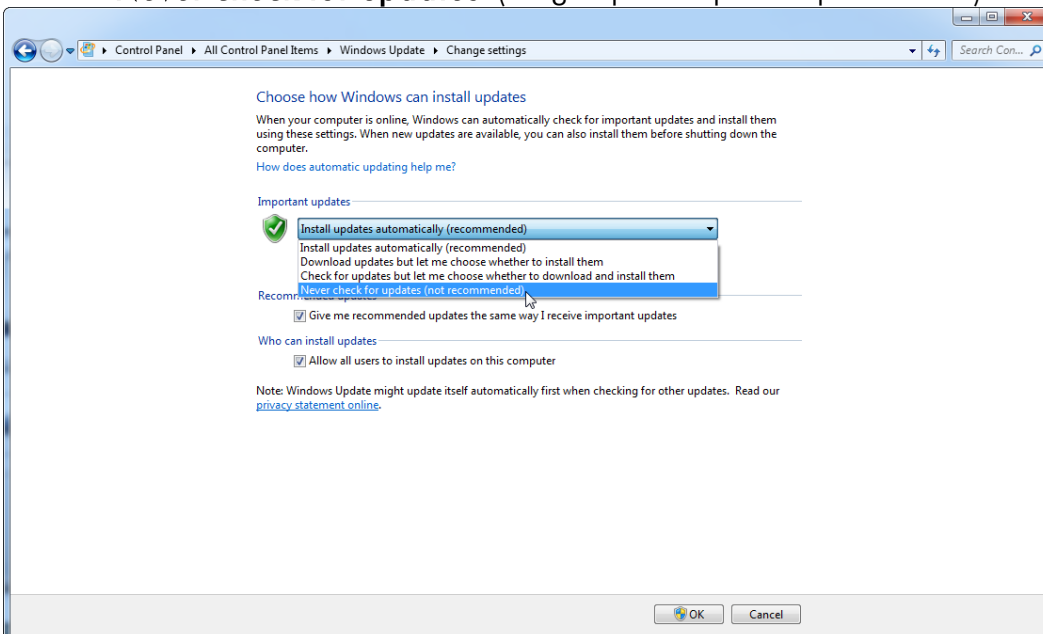 Control Panel ▸ All Control Panel Items ▸ Windows Update ▸ Change settings
Search Con...
Choose how Windows can install updates
When your computer is online, Windows can automatically check for important updates and install them
using these settings. When new updates are available, you can also install them before shutting down the
computer.
How does automatic updating help me?
Important updates
Install updates automatically (recommended)
Install updates automatically (recommended)
Download updates but let me choose whether to install them
Check for updates but let me choose whether to download and install them
Never check for updates (not recommended)
updates
Give me recommended updates the same way I receive important updates
Who can install updates
Allow all users to install updates on this computer
Note: Windows Update might update itself automatically first when checking for other updates. Read our
privacy statement online.
OK
Cancel